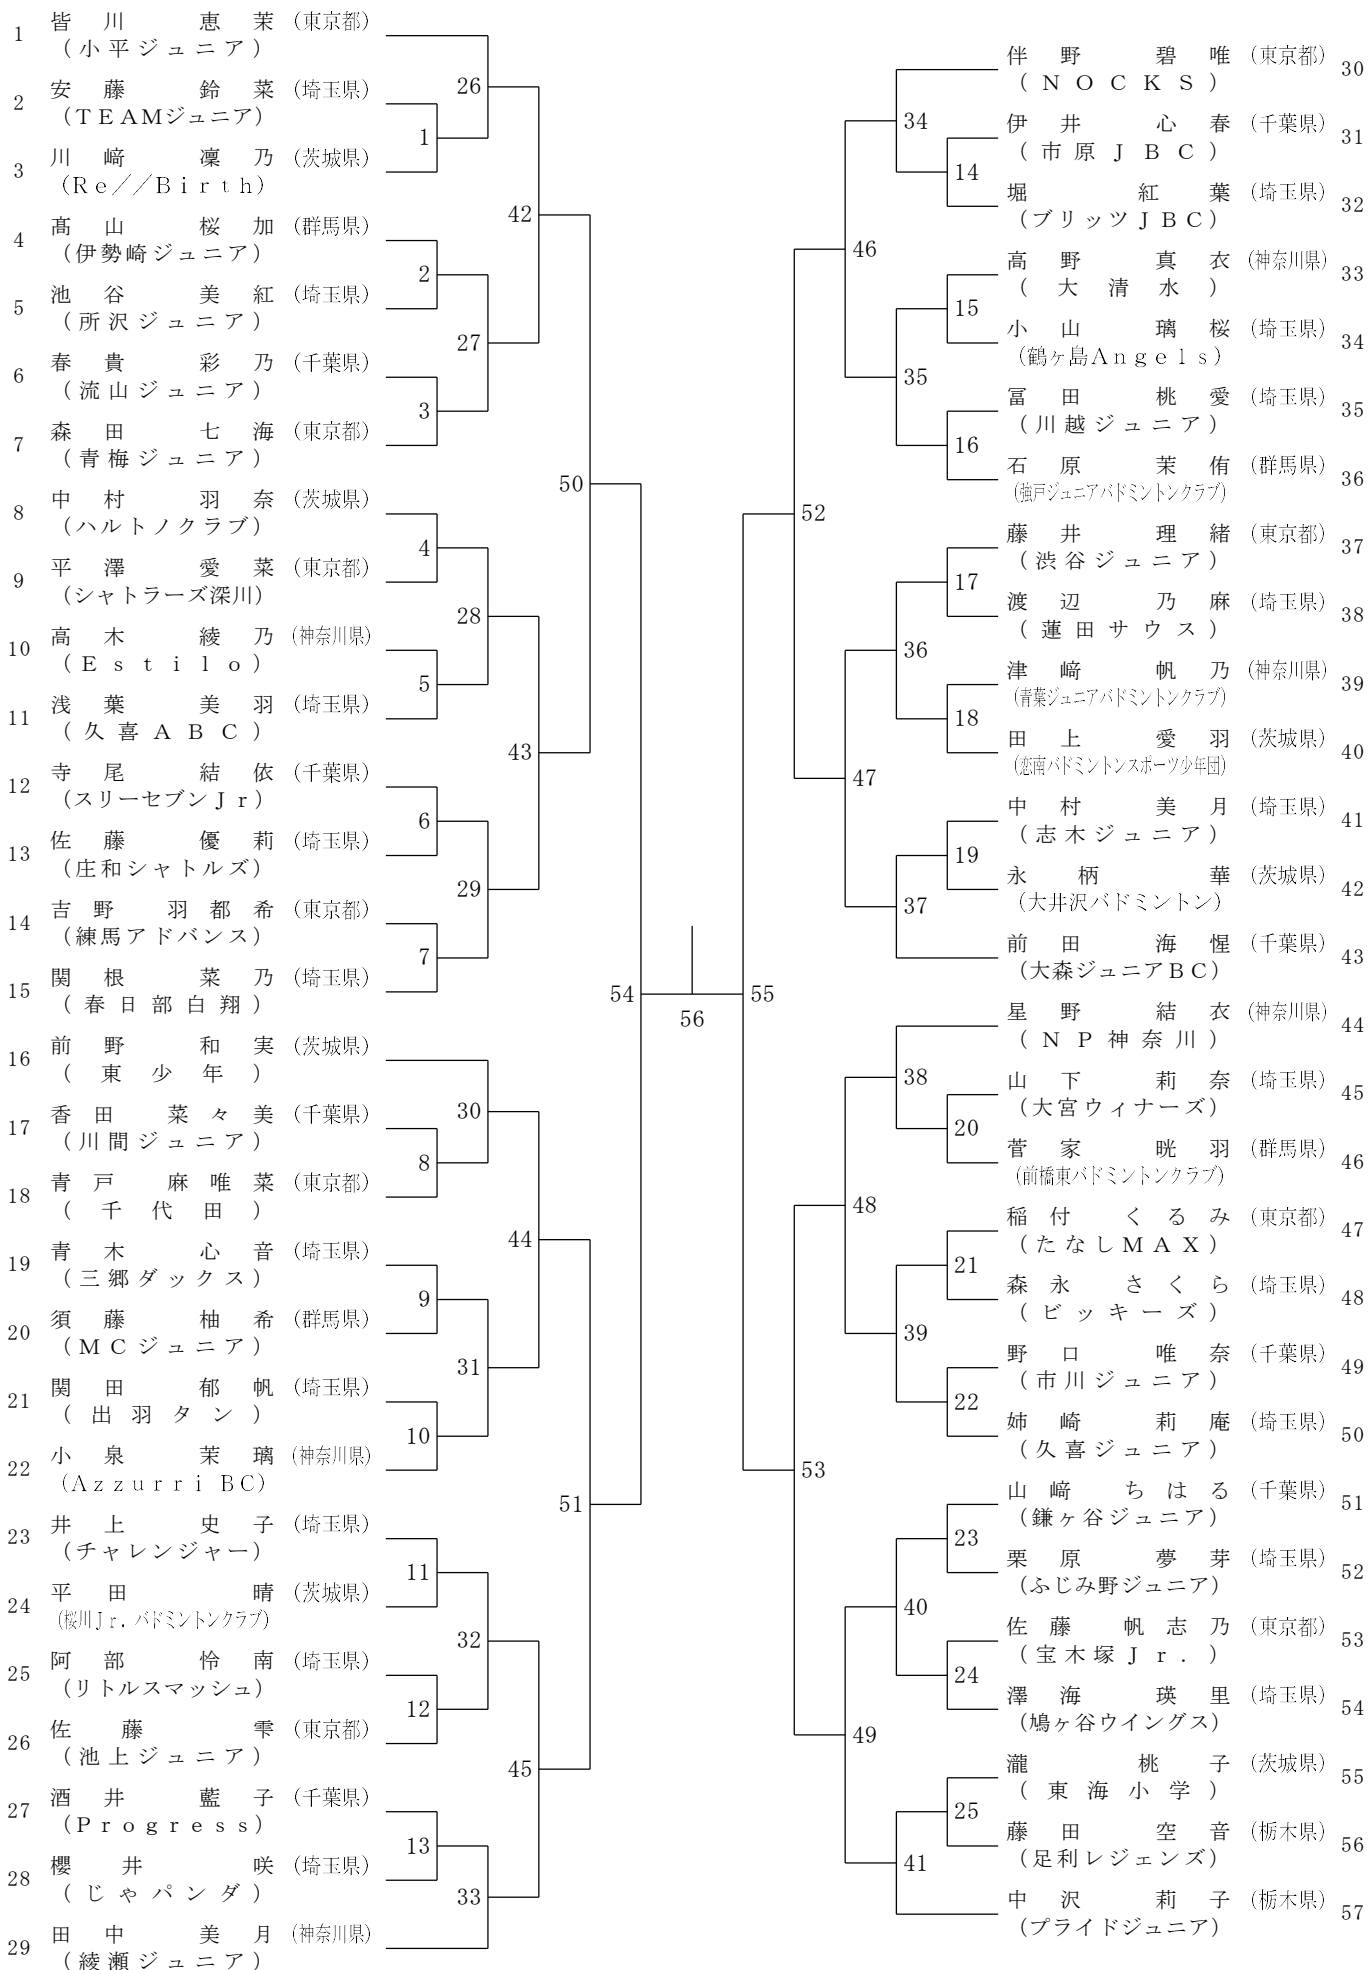 1 皆川 恵茉 (東京都)
(小平ジュニア)
2 安藤 鈴菜 (埼玉県)
(TEAMジュニア)
3 川﨑 凜乃 (茨城県)
(Re//Birth)
4 髙山 桜加 (群馬県)
(伊勢崎ジュニア)
5 池谷 美紅 (埼玉県)
(所沢ジュニア)
6 春貴 彩乃 (千葉県)
(流山ジュニア)
7 森田 七海 (東京都)
(青梅ジュニア)
8 中村 羽奈 (茨城県)
(ハルトノクラブ)
9 平澤 愛菜 (東京都)
(シャトラーズ深川)
10 高木 綾乃 (神奈川県)
(Estilo)
11 浅葉 美羽 (埼玉県)
(久喜ABC)
12 寺尾 結依 (千葉県)
(スリーセブンJr)
13 佐藤 優莉 (埼玉県)
(庄和シャトルズ)
14 吉野 羽都希 (東京都)
(練馬アドバンス)
15 関根 菜乃 (埼玉県)
(春日部白翔)
16 前野 和実 (茨城県)
(東少年)
17 香田 菜々美 (千葉県)
(川間ジュニア)
18 青戸 麻唯菜 (東京都)
(千代田)
19 青木 心音 (埼玉県)
(三郷ダックス)
20 須藤 柚希 (群馬県)
(MCジュニア)
21 関田 郁帆 (埼玉県)
(出羽タン)
22 小泉 茉璃 (神奈川県)
(Azzurri BC)
23 井上 史子 (埼玉県)
(チャレンジャー)
24 平田 晴 (茨城県)
(桜川Jr.バドミントンクラブ)
25 阿部 怜南 (埼玉県)
(リトルスマッシュ)
26 佐藤 雫 (東京都)
(池上ジュニア)
27 酒井 藍子 (千葉県)
(Progress)
28 櫻井 咲 (埼玉県)
(じゃパンダ)
29 田中 美月 (神奈川県)
(綾瀬ジュニア)
1
2
3
4
5
6
7
8
9
10
11
12
13
26
27
28
29
30
31
32
33
42
43
44
45
50
51
54
56
55
52
53
46
47
48
49
34
35
36
37
38
39
40
41
14
15
16
17
18
19
20
21
22
23
24
25
伴野 碧唯 (東京都) 30
(NOCKS)
伊井 心春 (千葉県) 31
(市原JBC)
堀 紅葉 (埼玉県) 32
(ブリッツJBC)
高野 真衣 (神奈川県) 33
(大清水)
小山 璃桜 (埼玉県) 34
(鶴ヶ島Angels)
冨田 桃愛 (埼玉県) 35
(川越ジュニア)
石原 茉侑 (群馬県) 36
(強戸ジュニアバドミントンクラブ)
藤井 理緒 (東京都) 37
(渋谷ジュニア)
渡辺 乃麻 (埼玉県) 38
(蓮田サウス)
津﨑 帆乃 (神奈川県) 39
(青葉ジュニアバドミントンクラブ)
田上 愛羽 (茨城県) 40
(恋南バドミントンスポーツ少年団)
中村 美月 (埼玉県) 41
(志木ジュニア)
永柄 華 (茨城県) 42
(大井沢バドミントン)
前田 海惺 (千葉県) 43
(大森ジュニアBC)
星野 結衣 (神奈川県) 44
(NP神奈川)
山下 莉奈 (埼玉県) 45
(大宮ウィナーズ)
菅家 晄羽 (群馬県) 46
(前橋東バドミントンクラブ)
稲付 くるみ (東京都) 47
(たなしMAX)
森永 さくら (埼玉県) 48
(ビッキーズ)
野口 唯奈 (千葉県) 49
(市川ジュニア)
姉崎 莉庵 (埼玉県) 50
(久喜ジュニア)
山﨑 ちはる (千葉県) 51
(鎌ヶ谷ジュニア)
栗原 夢芽 (埼玉県) 52
(ふじみ野ジュニア)
佐藤 帆志乃 (東京都) 53
(宝木塚Jr.)
澤海 瑛里 (埼玉県) 54
(鳩ヶ谷ウイングス)
瀧 桃子 (茨城県) 55
(東海小学)
藤田 空音 (栃木県) 56
(足利レジェンズ)
中沢 莉子 (栃木県) 57
(プライドジュニア)